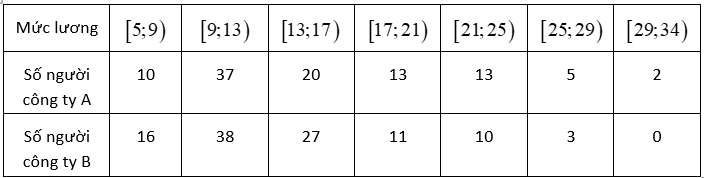 Mức lương [5;9) [9;13) [13;17) [17;21) [21;25) [25;29) [29;34)
Số người công ty A 10 37 20 13 13 5 2
Số người công ty B 16 38 27 11 10 3 0